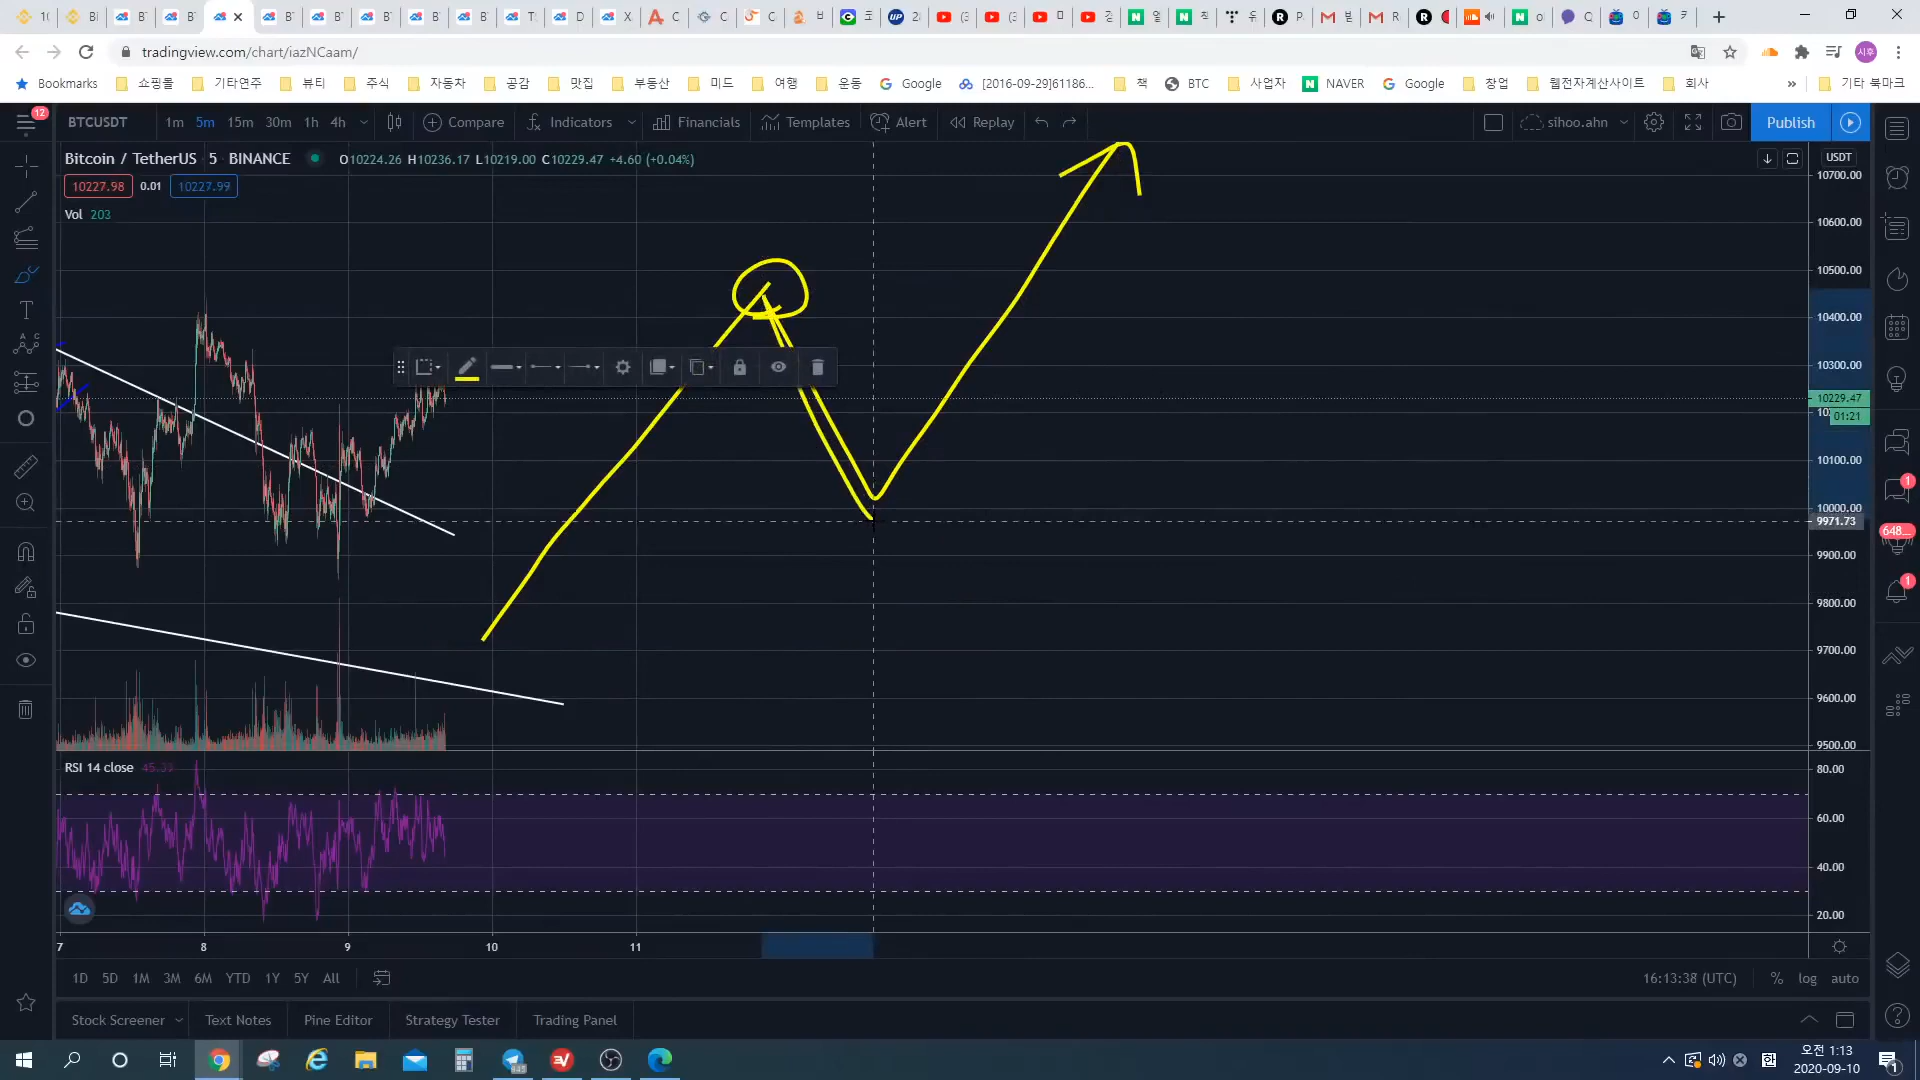 tradingview.com/chart/iazNCaam/
시후
Bookmarks 쇼핑몰 기타연주 뷰티 주식 자동차 공감 맛집 부동산 미드 여행 운동 Google [2016-09-29]61186... 책 BTC 사업자 NAVER Google 창업 웹전자계산사이트 회사 » 기타 북마크
12
BTCUSDT 1m 5m 15m 30m 1h 4h Compare Indicators Financials Templates Alert Replay sihoo.ahn Publish
Bitcoin / TetherUS 5 BINANCE O10224.26 H10236.17 L10219.00 C10229.47 +4.60 (+0.04%)
USDT
10227.98 0.01 10227.99
Vol 203
10700.00
10600.00
10500.00
10400.00
10300.00
10229.47
01:21
10100.00
10000.00
9971.73
9900.00
9800.00
9700.00
9600.00
9500.00
1
648...
1
RSI 14 close 45.33
80.00
60.00
40.00
20.00
7 8 9 10 11
1D 5D 1M 3M 6M YTD 1Y 5Y All
16:13:38 (UTC) % log auto
Stock Screener Text Notes Pine Editor Strategy Tester Trading Panel
오전 1:13
2020-09-10